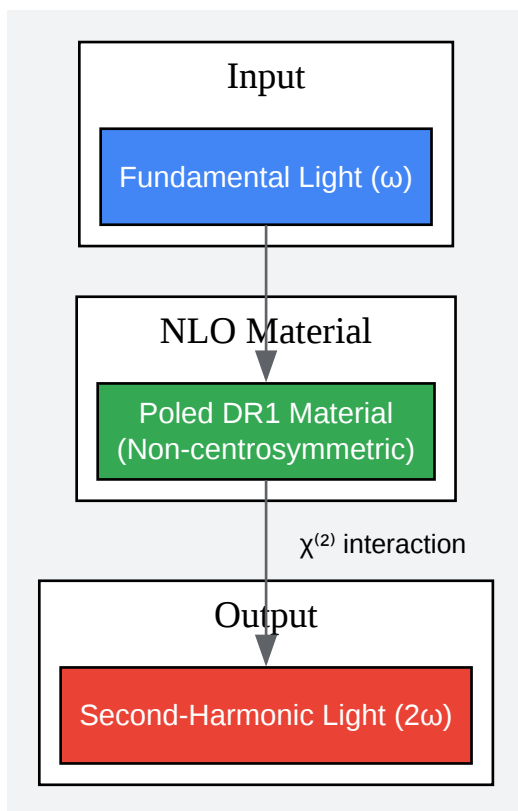 Input
Fundamental Light (ω)
NLO Material
Poled DR1 Material
(Non-centrosymmetric)
χ⁽²⁾ interaction
Output
Second-Harmonic Light (2ω)